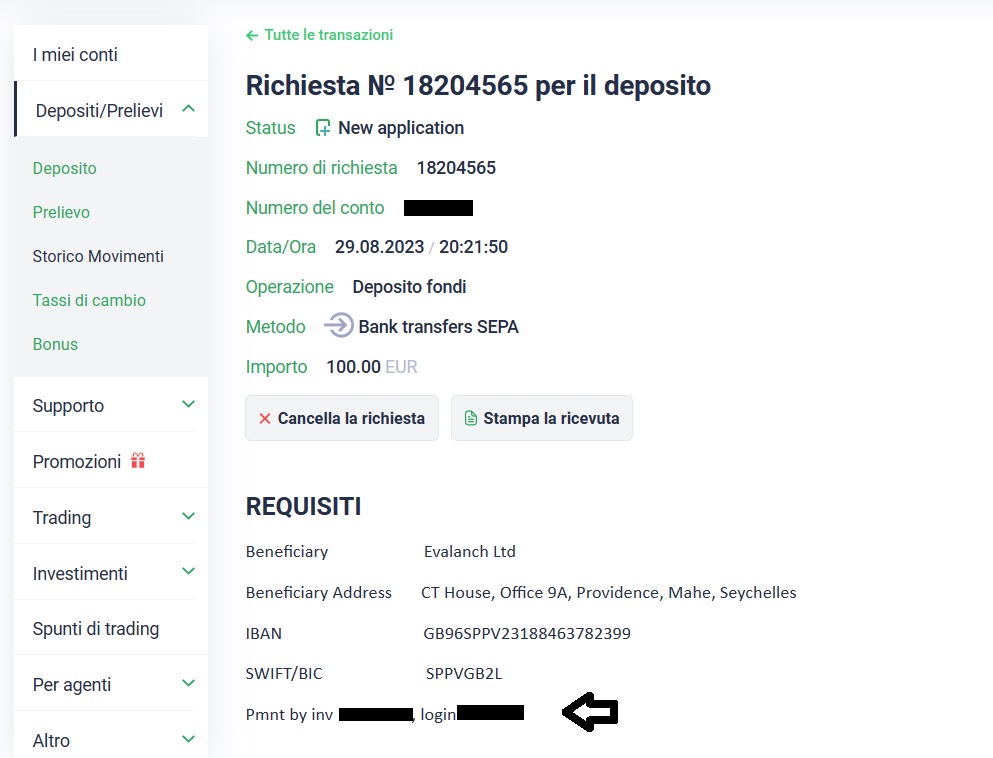 I miei conti
Depositi/Prelievi
Deposito
Prelievo
Storico Movimenti
Tassi di cambio
Bonus
Supporto
Promozioni
Trading
Investimenti
Spunti di trading
Per agenti
Altro
← Tutte le transazioni
Richiesta № 18204565 per il deposito
Status New application
Numero di richiesta 18204565
Numero del conto
Data/Ora 29.08.2023 / 20:21:50
Operazione Deposito fondi
Metodo Bank transfers SEPA
Importo 100.00 EUR
Cancella la richiesta Stampa la ricevuta
REQUISITI
Beneficiary Evalanch Ltd
Beneficiary Address CT House, Office 9A, Providence, Mahe, Seychelles
IBAN GB96SPPV23188463782399
SWIFT/BIC SPPVGB2L
Pmnt by inv , login